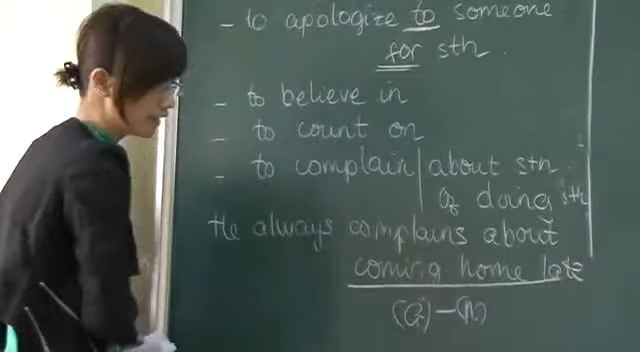 - to apologize to someone
for sth.
- to believe in
- to count on
- to complain | about sth
of doing sth
He always complains about
coming home late
(G) - (N)